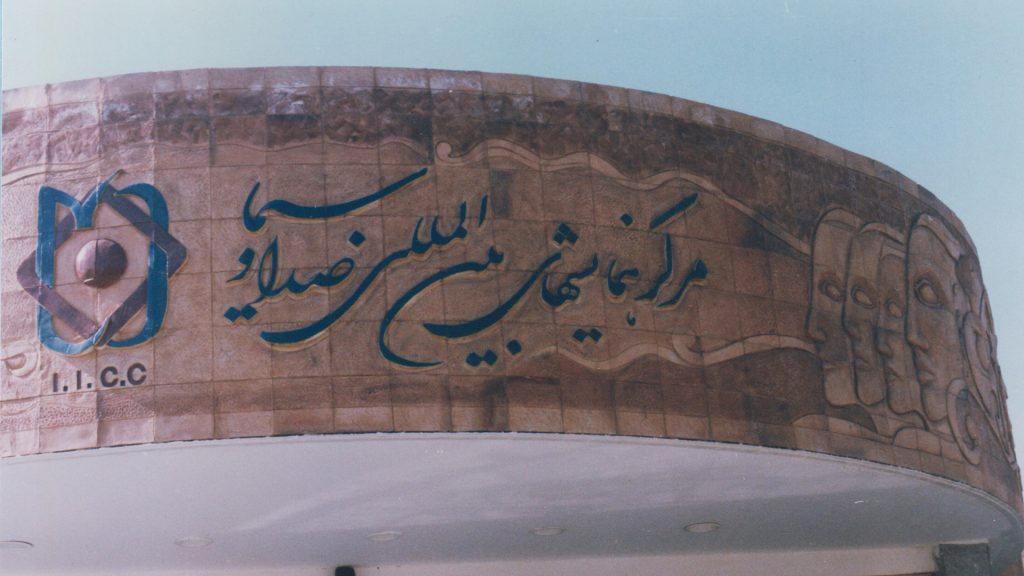 مرکز همایشهای بین المللی صدا و سیما
I.I.C.C